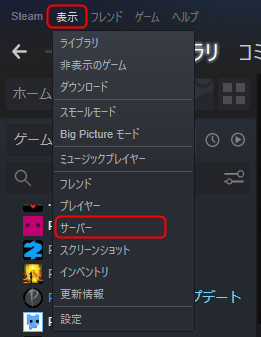 Steam 表示 フレンド ゲーム ヘルプ
ライブラリ
非表示のゲーム
ダウンロード
スモールモード
Big Picture モード
ミュージックプレイヤー
フレンド
プレイヤー
サーバー
スクリーンショット
インベントリ
更新情報
設定
ラリ コミ
ホーム
ゲー
プデート